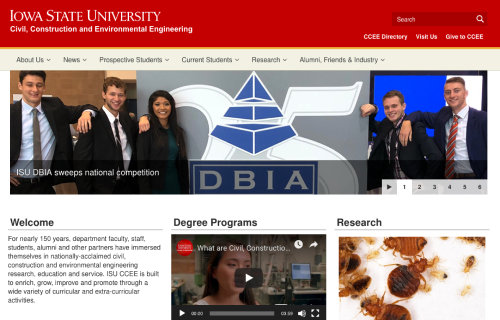 IOWA STATE UNIVERSITY
Civil, Construction and Environmental Engineering
Search
CCEE Directory Visit Us Give to CCEE
About Us News Prospective Students Current Students Research Alumni, Friends & Industry
25
DBIA
ISU DBIA sweeps national competition
1 2 3 4 5 6
Welcome
For nearly 150 years, department faculty, staff,
students, alumni and other partners have immersed
themselves in nationally-acclaimed civil,
construction and environmental engineering
research, education and service. ISU CCEE is built
to enrich, grow, improve and promote through a
wide variety of curricular and extra-curricular
activities.
Degree Programs
What are Civil, Constructio...
00:00 03:59
Research